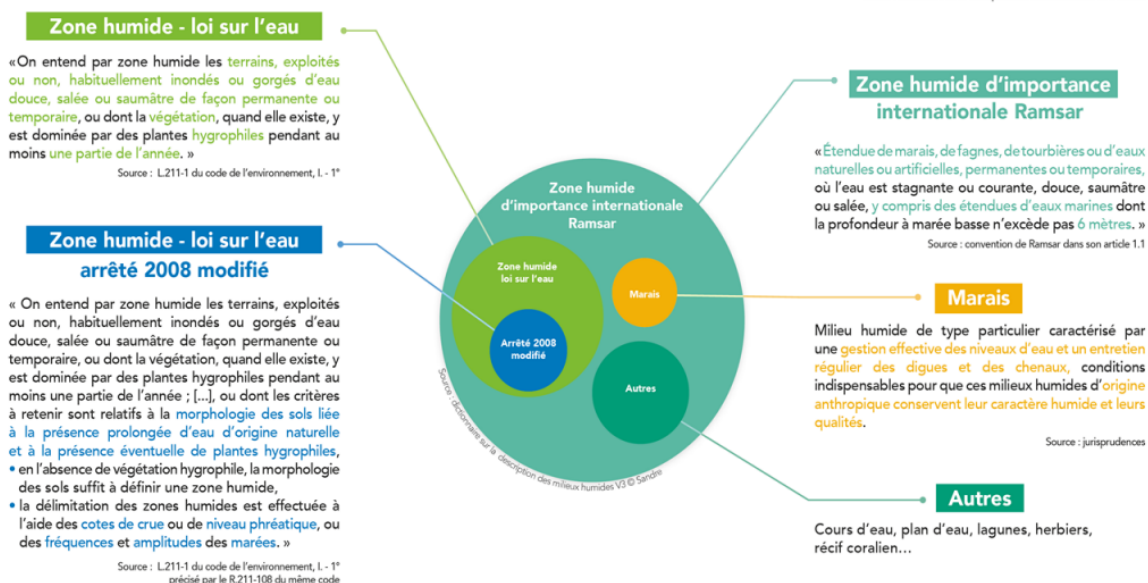 Zone humide - loi sur l'eau
«On entend par zone humide les terrains, exploités
ou non, habituellement inondés ou gorgés d'eau
douce, salée ou saumâtre de façon permanente ou
temporaire, ou dont la végétation, quand elle existe, y
est dominée par des plantes hygrophiles pendant au
moins une partie de l'année. »
Source : L.211-1 du code de l'environnement, I. - 1°
Zone humide - loi sur l'eau
arrêté 2008 modifié
« On entend par zone humide les terrains, exploités
ou non, habituellement inondés ou gorgés d'eau
douce, salée ou saumâtre de façon permanente ou
temporaire, ou dont la végétation, quand elle existe, y
est dominée par des plantes hygrophiles pendant au
moins une partie de l'année ; [...], ou dont les critères
à retenir sont relatifs à la morphologie des sols liée
à la présence prolongée d'eau d'origine naturelle
et à la présence éventuelle de plantes hygrophiles,
• en l'absence de végétation hygrophile, la morphologie
des sols suffit à définir une zone humide,
• la délimitation des zones humides est effectuée à
l'aide des cotes de crue ou de niveau phréatique, ou
des fréquences et amplitudes des marées. »
Source : L.211-1 du code de l'environnement, I. - 1°
précisé par le R.211-108 du même code
Zone humide
d'importance internationale
Ramsar
Zone humide
loi sur l'eau
Marais
Arrêté 2008
modifié
Autres
Source : dictionnaire sur la description des milieux humides V3 © Sandre
Zone humide d'importance
internationale Ramsar
« Étendue de marais, de fagnes, de tourbières ou d'eaux
naturelles ou artificielles, permanentes ou temporaires,
où l'eau est stagnante ou courante, douce, saumâtre
ou salée, y compris des étendues d'eaux marines dont
la profondeur à marée basse n'excède pas 6 mètres. »
Source : convention de Ramsar dans son article 1.1
Marais
Milieu humide de type particulier caractérisé par
une gestion effective des niveaux d'eau et un entretien
régulier des digues et des chenaux, conditions
indispensables pour que ces milieux humides d'origine
anthropique conservent leur caractère humide et leurs
qualités.
Source : jurisprudences
Autres
Cours d'eau, plan d'eau, lagunes, herbiers,
récif coralien...